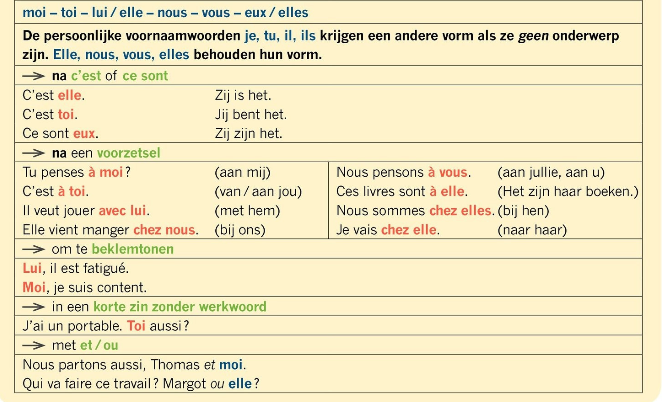 moi – toi – lui / elle – nous – vous – eux / elles
De persoonlijke voornaamwoorden je, tu, il, ils krijgen een andere vorm als ze geen onderwerp
zijn. Elle, nous, vous, elles behouden hun vorm.
→ na c'est of ce sont
C'est elle. Zij is het.
C'est toi. Jij bent het.
Ce sont eux. Zij zijn het.
→ na een voorzetsel
Tu penses à moi ? (aan mij) Nous pensons à vous. (aan jullie, aan u)
C'est à toi. (van / aan jou) Ces livres sont à elle. (Het zijn haar boeken.)
Il veut jouer avec lui. (met hem) Nous sommes chez elles. (bij hen)
Elle vient manger chez nous. (bij ons) Je vais chez elle. (naar haar)
→ om te beklemtonen
Lui, il est fatigué.
Moi, je suis content.
→ in een korte zin zonder werkwoord
J'ai un portable. Toi aussi ?
→ met et / ou
Nous partons aussi, Thomas et moi.
Qui va faire ce travail ? Margot ou elle ?